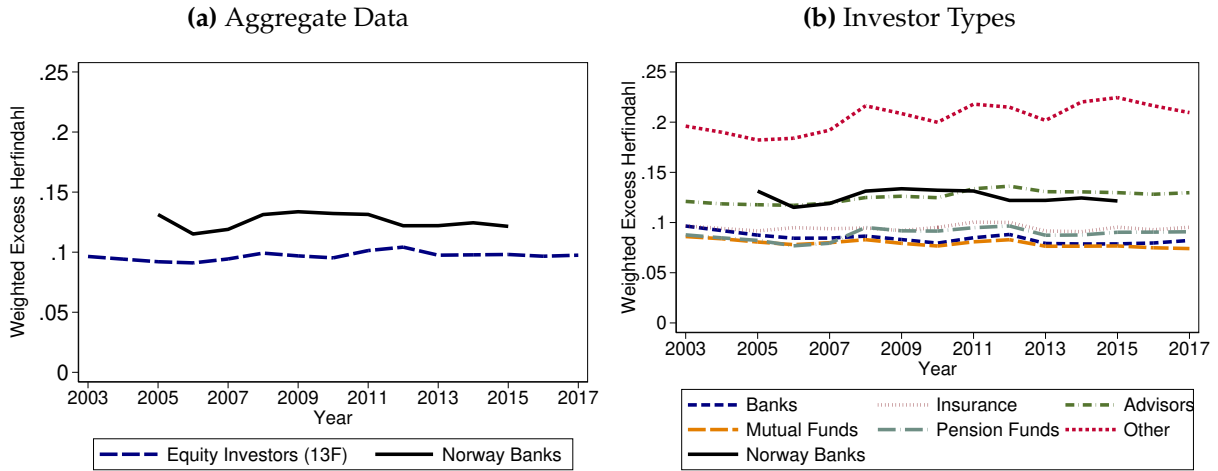 (a) Aggregate Data
Weighted Excess Herfindahl
.25
.2
.15
.1
.05
0
2003 2005 2007 2009 2011 2013 2015 2017
Year
Equity Investors (13F) Norway Banks
(b) Investor Types
Weighted Excess Herfindahl
.25
.2
.15
.1
.05
0
2003 2005 2007 2009 2011 2013 2015 2017
Year
Banks Insurance Advisors
Mutual Funds Pension Funds Other
Norway Banks